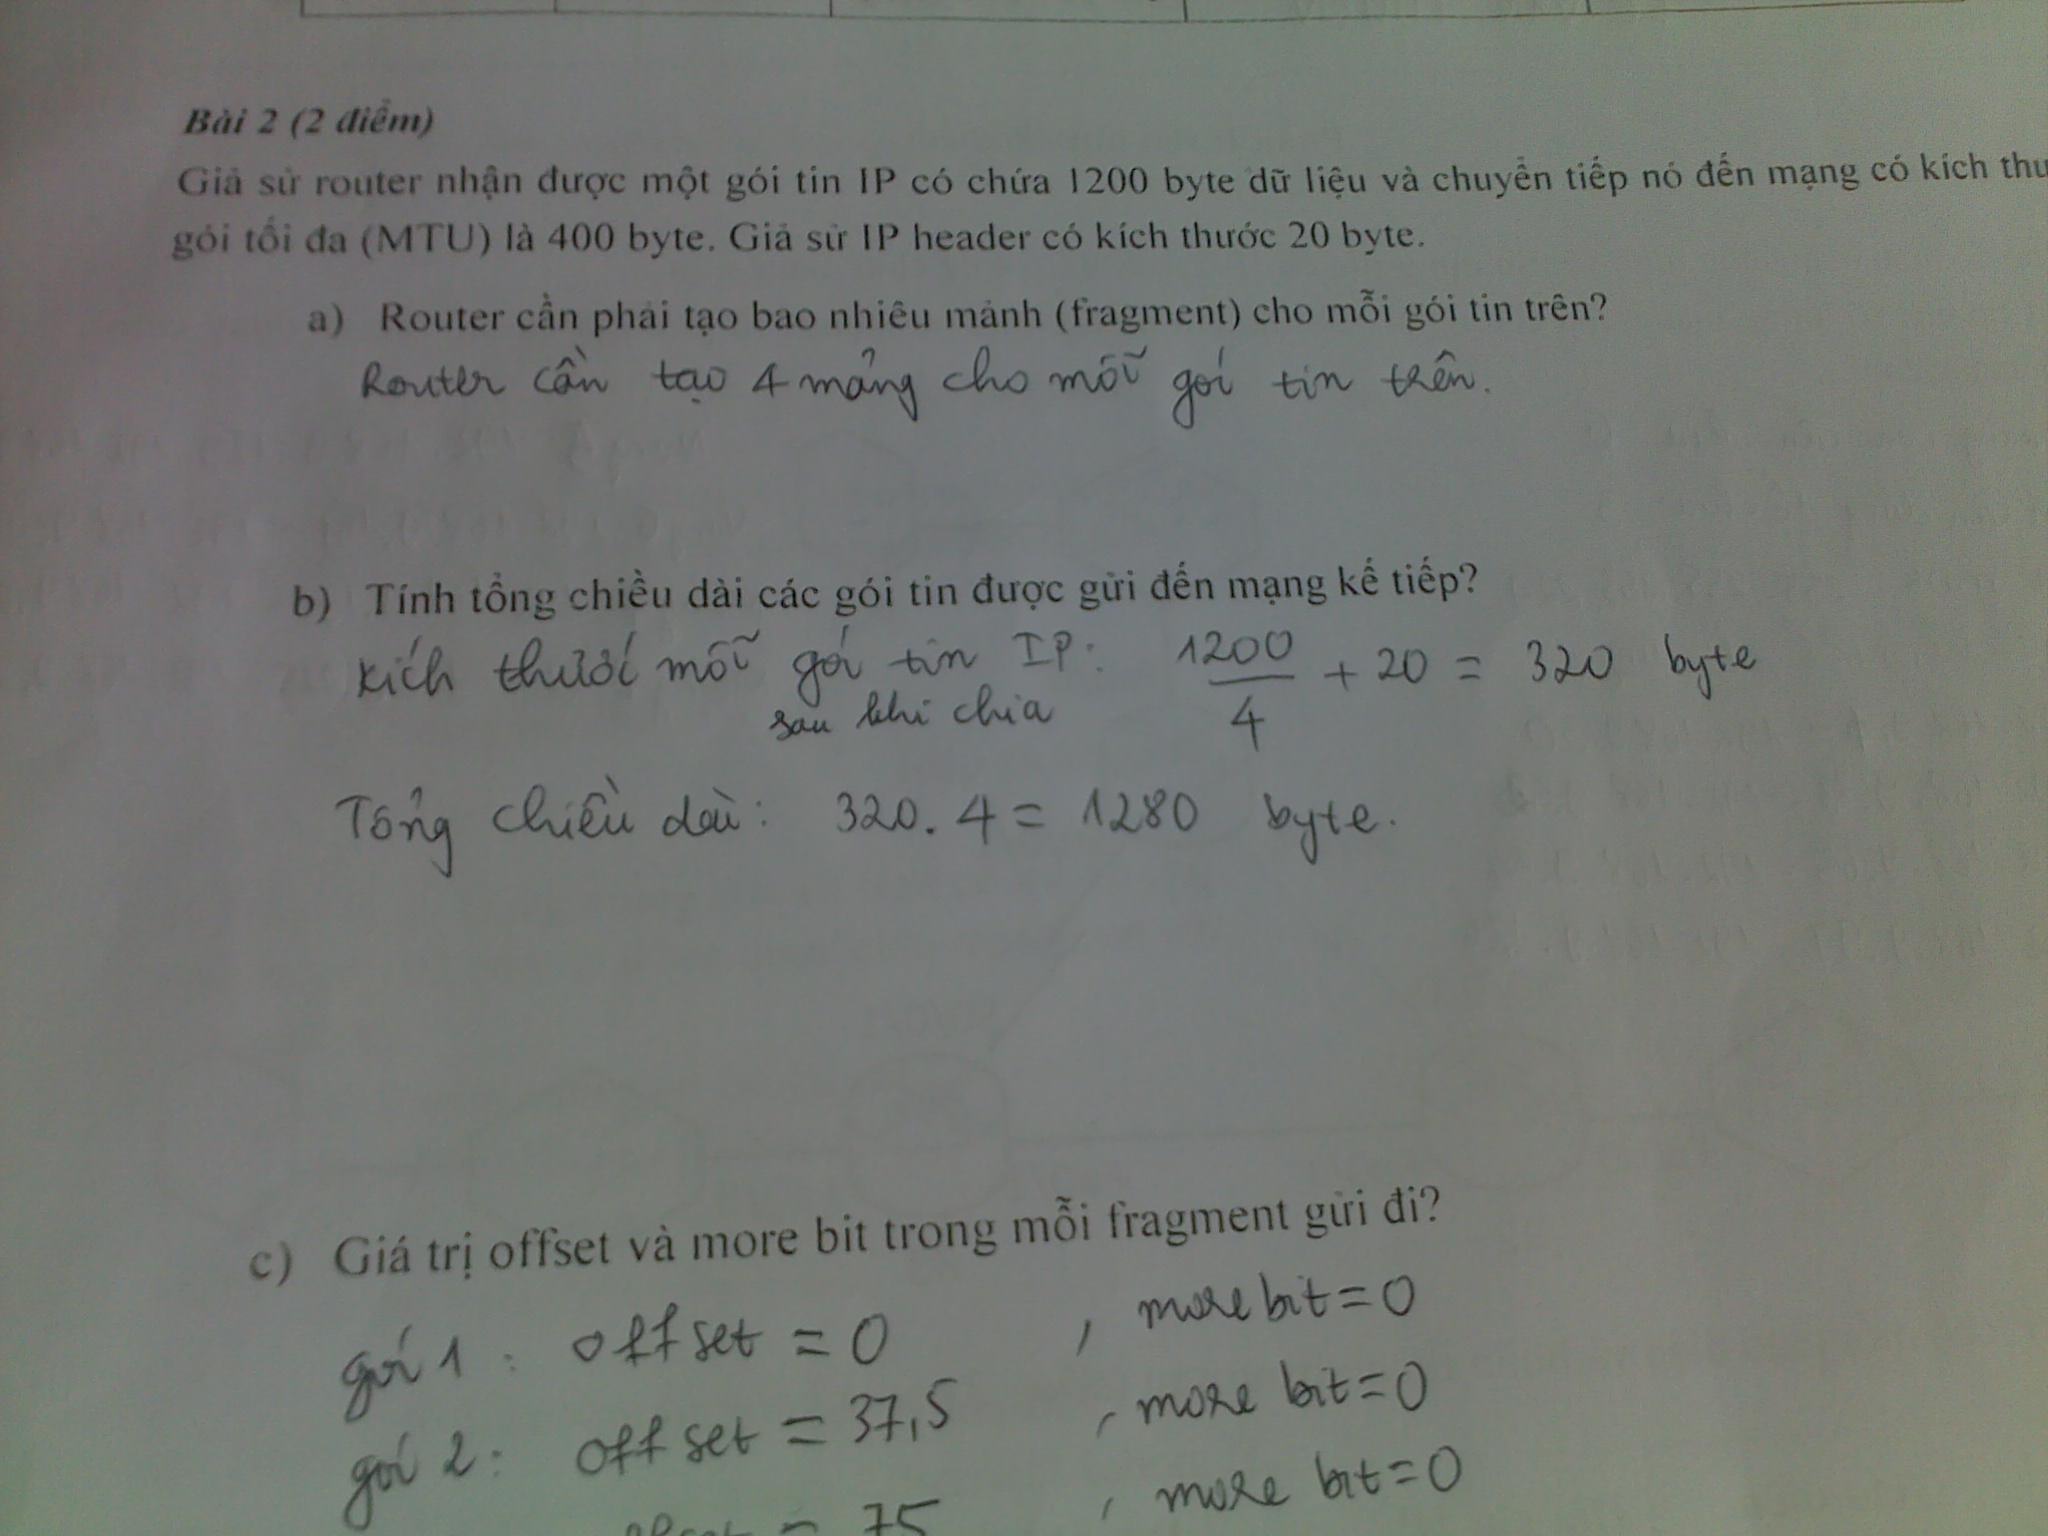 Bài 2 (2 điểm)
Giả sử router nhận được một gói tin IP có chứa 1200 byte dữ liệu và chuyển tiếp nó đến mạng có kích thư
gói tối đa (MTU) là 400 byte. Giả sử IP header có kích thước 20 byte.
a) Router cần phải tạo bao nhiêu mảnh (fragment) cho mỗi gói tin trên?
Router cần tạo 4 mảng cho mỗi gói tin trên.
b) Tính tổng chiều dài các gói tin được gửi đến mạng kế tiếp?
kích thước mỗi gói tin IP: 1200/4 + 20 = 320 byte
sau khi chia
Tổng chiều dài: 320. 4 = 1280 byte.
c) Giá trị offset và more bit trong mỗi fragment gửi đi?
gói 1 : offset = 0 , more bit = 0
gói 2 : offset = 37,5 , more bit = 0
offset = 75 , more bit = 0